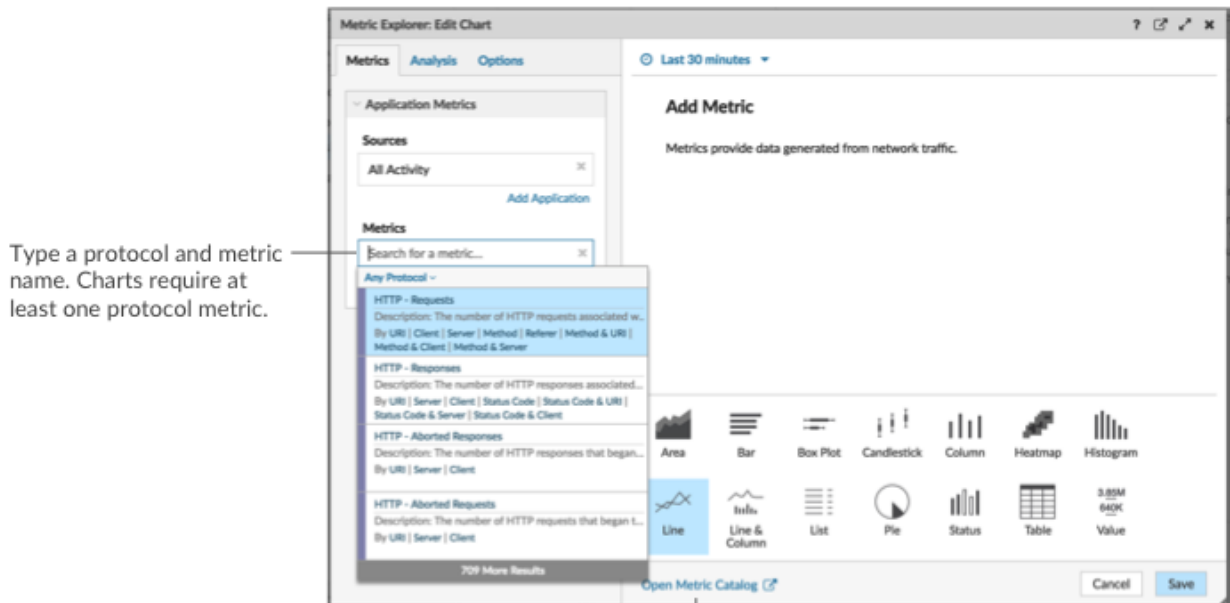 Metric Explorer: Edit Chart
?
Metrics Analysis Options
Last 30 minutes
Application Metrics
Sources
All Activity
Add Application
Metrics
Search for a metric...
Any Protocol
HTTP - Requests
Description: The number of HTTP requests associated w...
By URI | Client | Server | Method | Referer | Method & URI |
Method & Client | Method & Server
HTTP - Responses
Description: The number of HTTP responses associated...
By URI | Server | Client | Status Code | Status Code & URI |
Status Code & Server | Status Code & Client
HTTP - Aborted Responses
Description: The number of HTTP responses that began...
By URI | Server | Client
HTTP - Aborted Requests
Description: The number of HTTP requests that began t...
By URI | Server | Client
709 More Results
Type a protocol and metric
name. Charts require at
least one protocol metric.
Add Metric
Metrics provide data generated from network traffic.
Area Bar Box Plot Candlestick Column Heatmap Histogram
3.85M
640K
Line Line & Column List Pie Status Table Value
Open Metric Catalog
Cancel Save